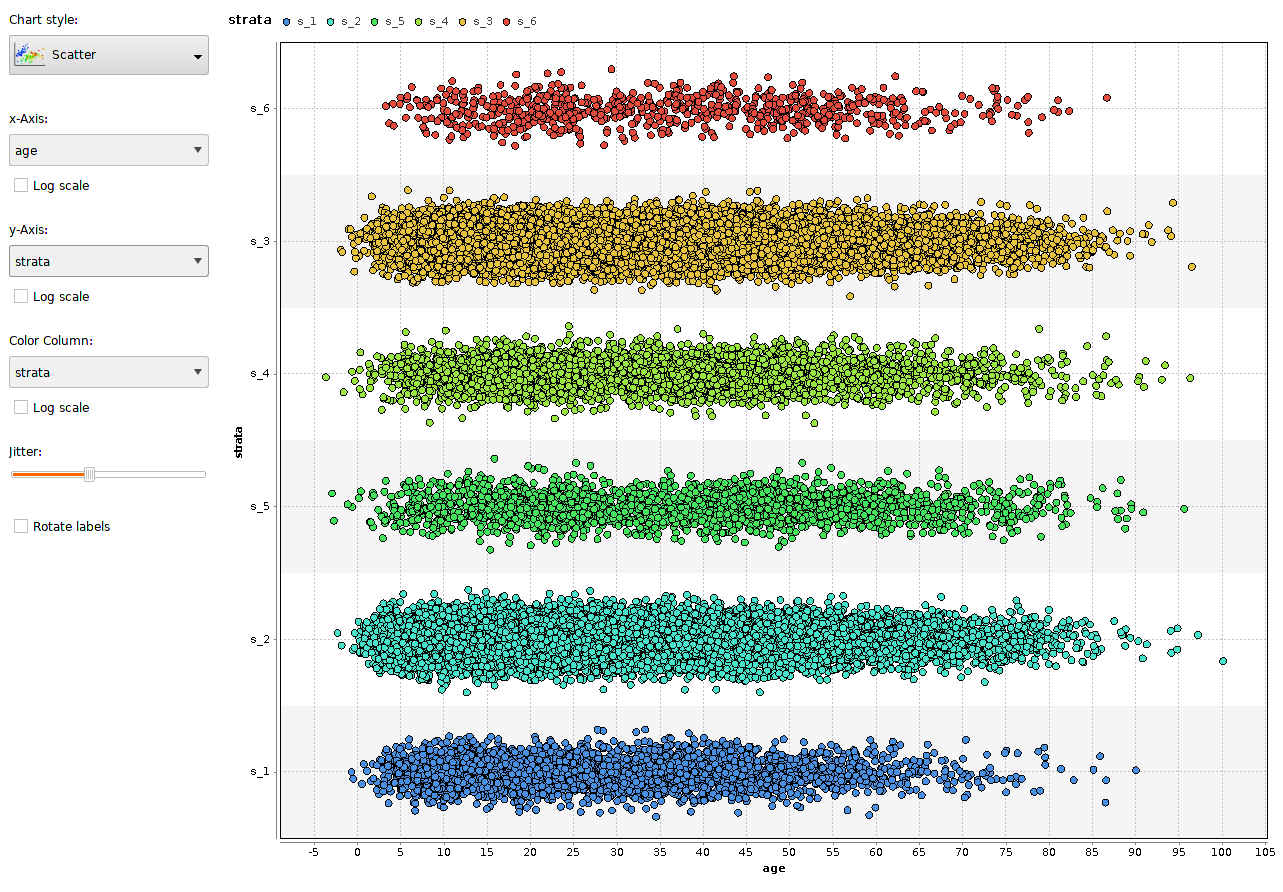 Chart style:
Scatter
x-Axis:
age
Log scale
y-Axis:
strata
Log scale
Color Column:
strata
Log scale
Jitter:
Rotate labels
strata s_1 s_2 s_5 s_4 s_3 s_6
s_6
s_3
s_4
strata
s_5
s_2
s_1
-5 0 5 10 15 20 25 30 35 40 45 50 55 60 65 70 75 80 85 90 95 100 105
age